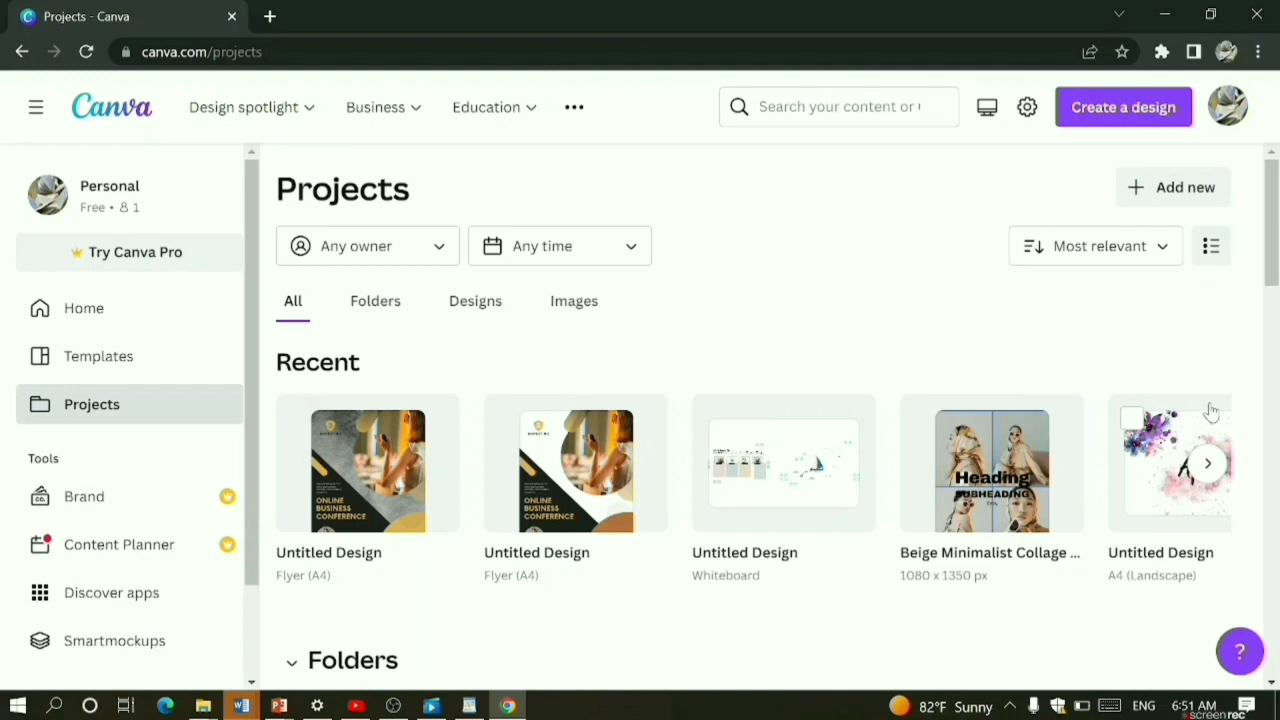 Projects - Canva
canva.com/projects
Canva
Design spotlight
Business
Education
•••
Search your content or
Create a design
Personal
Free • 1
Try Canva Pro
Home
Templates
Projects
Tools
Brand
Content Planner
Discover apps
Smartmockups
Projects
+ Add new
Any owner
Any time
Most relevant
All
Folders
Designs
Images
Recent
ONLINE
BUSINESS
CONFERENCE
Untitled Design
Flyer (A4)
ONLINE
BUSINESS
CONFERENCE
Untitled Design
Flyer (A4)
Untitled Design
Whiteboard
Heading
SUBHEADING
Beige Minimalist Collage ...
1080 x 1350 px
Untitled Design
A4 (Landscape)
Folders
?
82°F Sunny
ENG
6:51 AM
screenrec